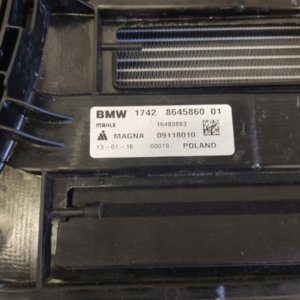 BMW 1742 8645860 01
MAHLE 16480883
MAGNA 09118010
13-01-16 00019 POLAND